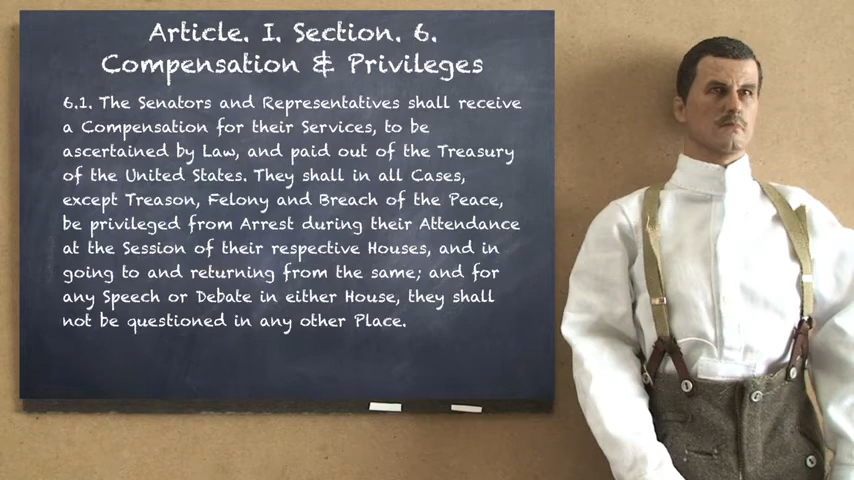 Article. I. Section. 6.
Compensation & Privileges
6.1. The Senators and Representatives shall receive
a Compensation for their Services, to be
ascertained by Law, and paid out of the Treasury
of the United States. They shall in all Cases,
except Treason, Felony and Breach of the Peace,
be privileged from Arrest during their Attendance
at the Session of their respective Houses, and in
going to and returning from the same; and for
any Speech or Debate in either House, they shall
not be questioned in any other Place.